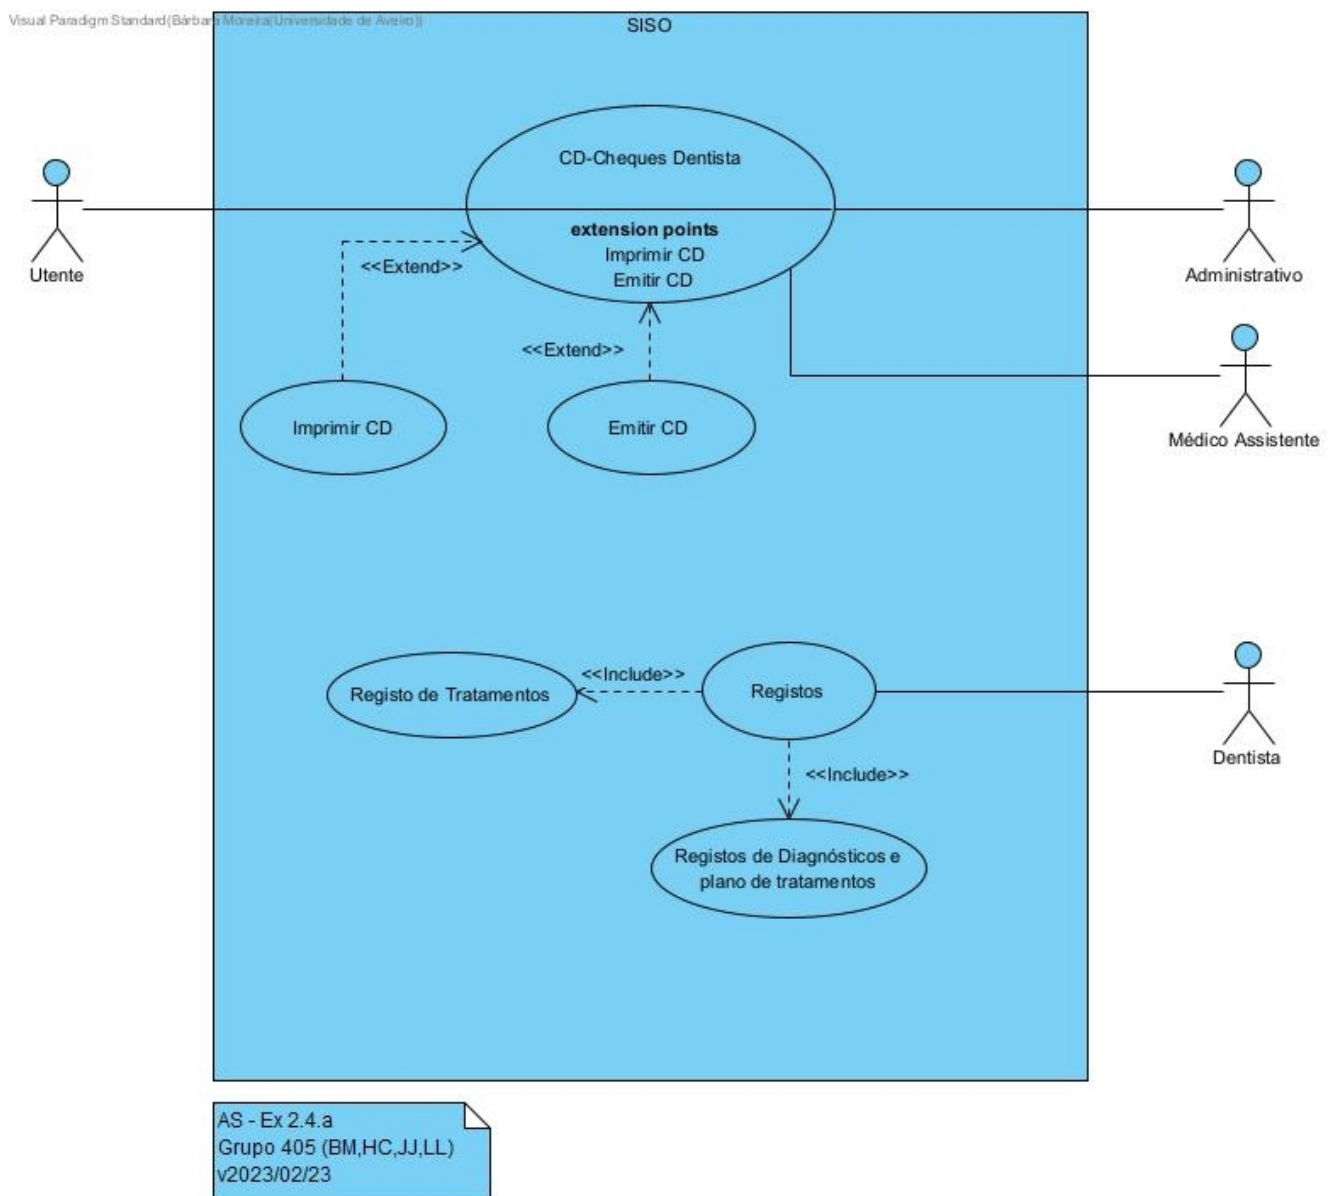 Visual Paradigm Standard(Bárbara Moreira(Universidade de Aveiro))
SISO
CD-Cheques Dentista
extension points
Imprimir CD
Emitir CD
Utente
Administrativo
<<Extend>>
<<Extend>>
Imprimir CD
Emitir CD
Médico Assistente
Registo de Tratamentos
<<Include>>
Registos
Dentista
<<Include>>
Registos de Diagnósticos e
plano de tratamentos
AS - Ex 2.4.a
Grupo 405 (BM,HC,JJ,LL)
v2023/02/23